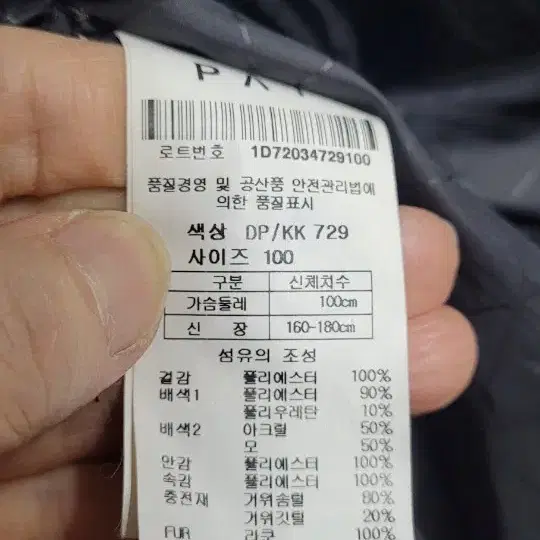 PAT
로트번호 1D72034729100
품질경영 및 공산품 안전관리법에
의한 품질표시
색상 DP/KK 729
사이즈 100
구분 신체치수
가슴둘레 100cm
신 장 160-180cm
섬유의 조성
겉감 폴리에스터 100%
배색1 폴리에스터 90%
폴리우레탄 10%
배색2 아크릴 50%
모 50%
안감 폴리에스터 100%
속감 폴리에스터 100%
충전재 거위솜털 80%
거위깃털 20%
FUR 라쿤 100%